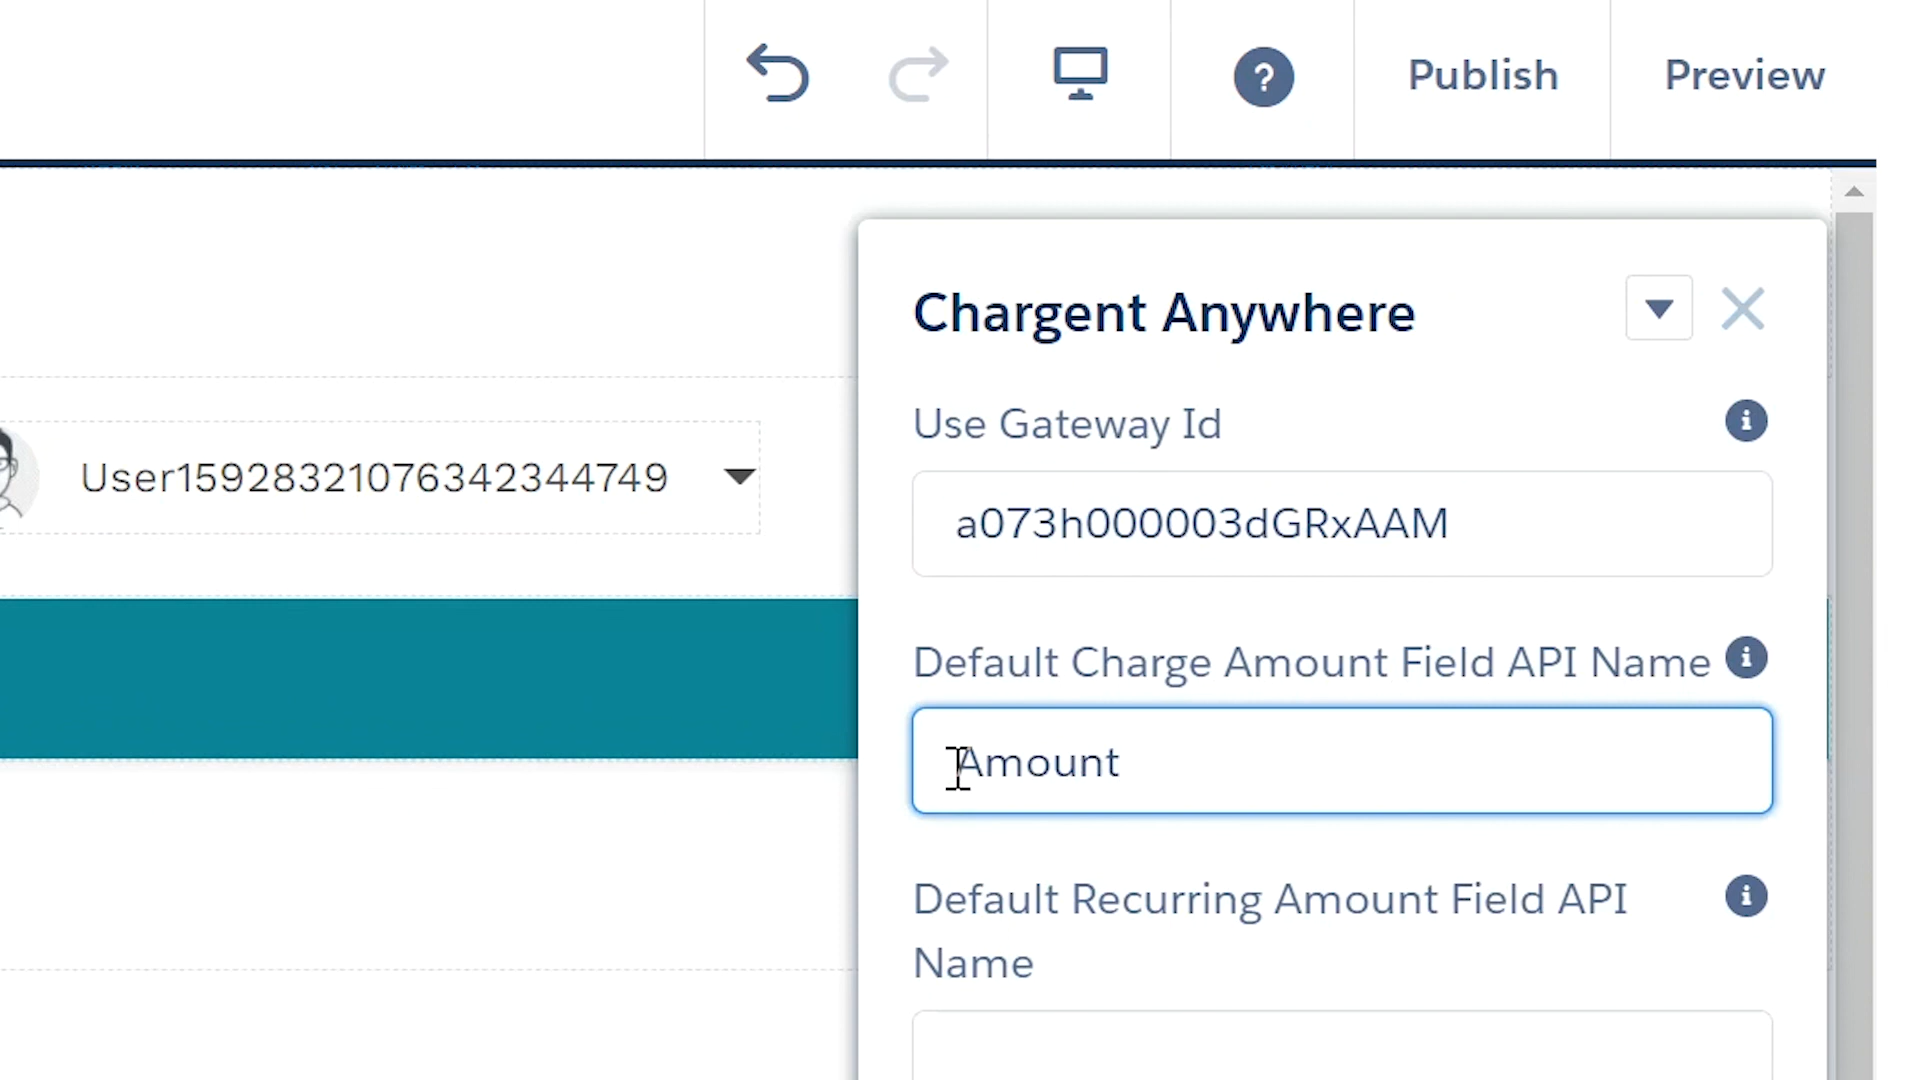 Publish
Preview
Chargent Anywhere
Use Gateway Id
a073h000003dGRxAAM
User15928321076342344749
Default Charge Amount Field API Name
Amount
Default Recurring Amount Field API
Name